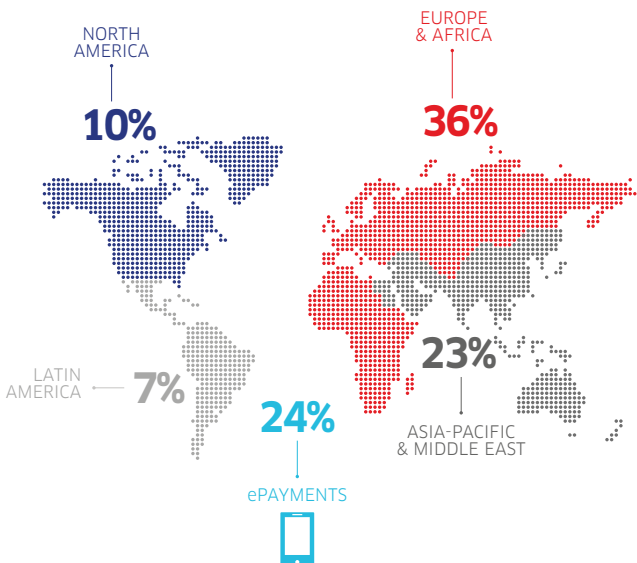 NORTH
AMERICA
10%
EUROPE
& AFRICA
36%
LATIN
AMERICA
7%
23%
ASIA-PACIFIC
& MIDDLE EAST
24%
ePAYMENTS